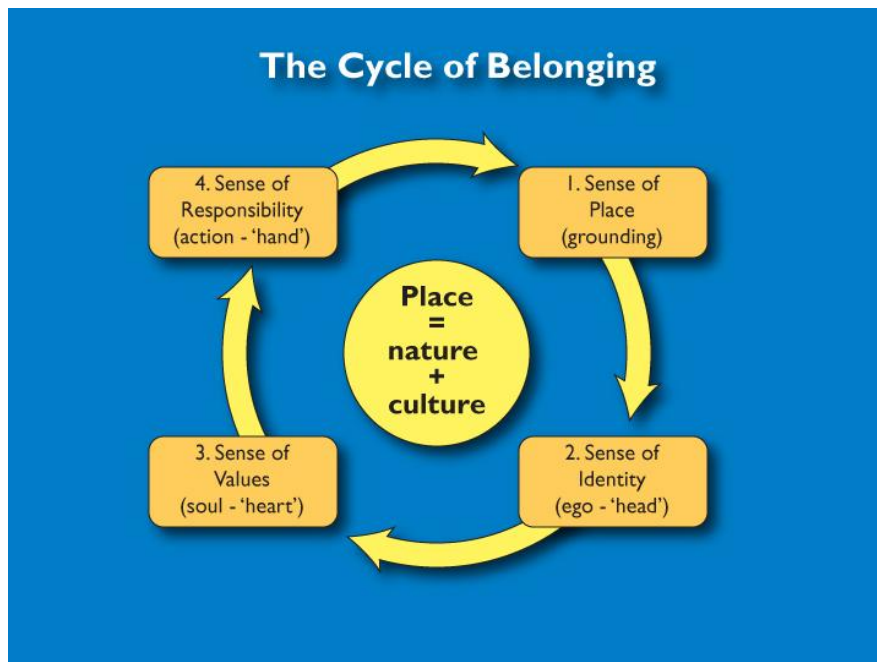 The Cycle of Belonging
4. Sense of
Responsibility
(action - ‘hand’)
1. Sense of
Place
(grounding)
Place
=
nature
+
culture
3. Sense of
Values
(soul - ‘heart’)
2. Sense of
Identity
(ego - ‘head’)